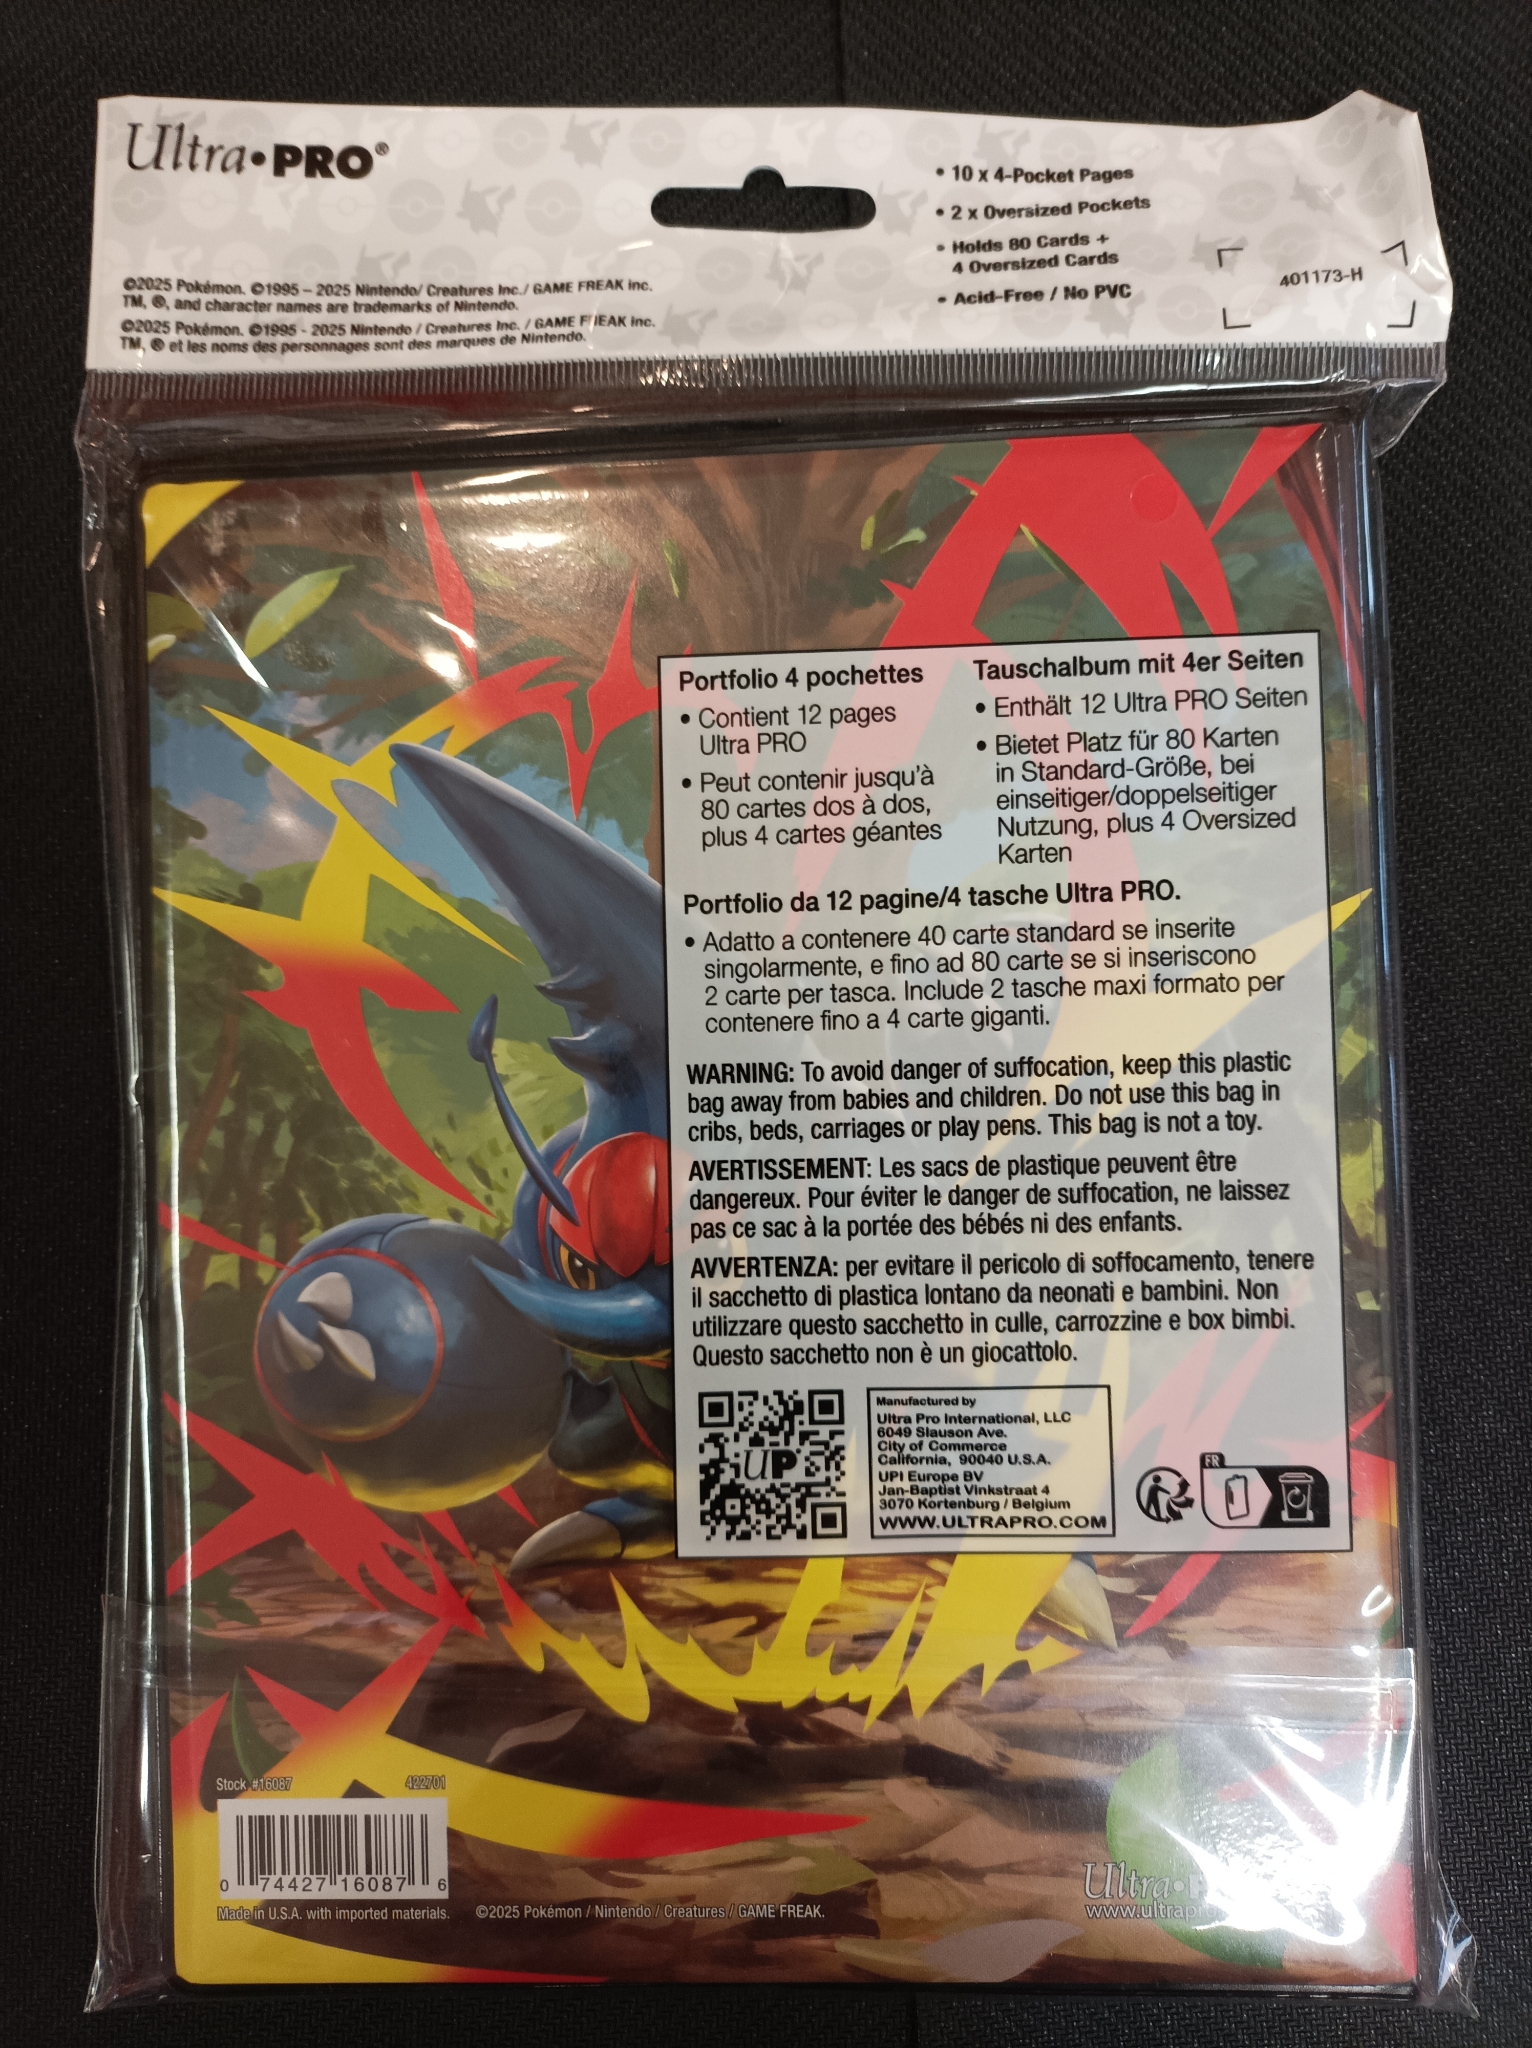 Ultra•PRO®
• 10 x 4-Pocket Pages
• 2 x Oversized Pockets
• Holds 80 Cards +
4 Oversized Cards
• Acid-Free / No PVC
401173-H
©2025 Pokémon. ©1995 – 2025 Nintendo/ Creatures Inc./ GAME FREAK inc.
TM, ®, and character names are trademarks of Nintendo.
©2025 Pokémon. ©1995 - 2025 Nintendo / Creatures Inc. / GAME FREAK Inc.
TM, ® et les noms des personnages sont des marques de Nintendo.
Portfolio 4 pochettes
• Contient 12 pages
Ultra PRO
• Peut contenir jusqu'à
80 cartes dos à dos,
plus 4 cartes géantes
Tauschalbum mit 4er Seiten
• Enthält 12 Ultra PRO Seiten
• Bietet Platz für 80 Karten
in Standard-Größe, bei
einseitiger/doppelseitiger
Nutzung, plus 4 Oversized
Karten
Portfolio da 12 pagine/4 tasche Ultra PRO.
• Adatto a contenere 40 carte standard se inserite
singolarmente, e fino ad 80 carte se si inseriscono
2 carte per tasca. Include 2 tasche maxi formato per
contenere fino a 4 carte giganti.
WARNING: To avoid danger of suffocation, keep this plastic
bag away from babies and children. Do not use this bag in
cribs, beds, carriages or play pens. This bag is not a toy.
AVERTISSEMENT: Les sacs de plastique peuvent être
dangereux. Pour éviter le danger de suffocation, ne laissez
pas ce sac à la portée des bébés ni des enfants.
AVVERTENZA: per evitare il pericolo di soffocamento, tenere
il sacchetto di plastica lontano da neonati e bambini. Non
utilizzare questo sacchetto in culle, carrozzine e box bimbi.
Questo sacchetto non è un giocattolo.
UP
Manufactured by
Ultra Pro International, LLC
6049 Slauson Ave.
City of Commerce
California, 90040 U.S.A.
UPI Europe BV
Jan-Baptist Vinkstraat 4
3070 Kortenburg / Belgium
WWW.ULTRAPRO.COM
FR
Stock #16087
422701
0 74427 16087 6
Made in U.S.A. with imported materials.
©2025 Pokémon / Nintendo / Creatures / GAME FREAK.
Ultra•
www.ultrapro